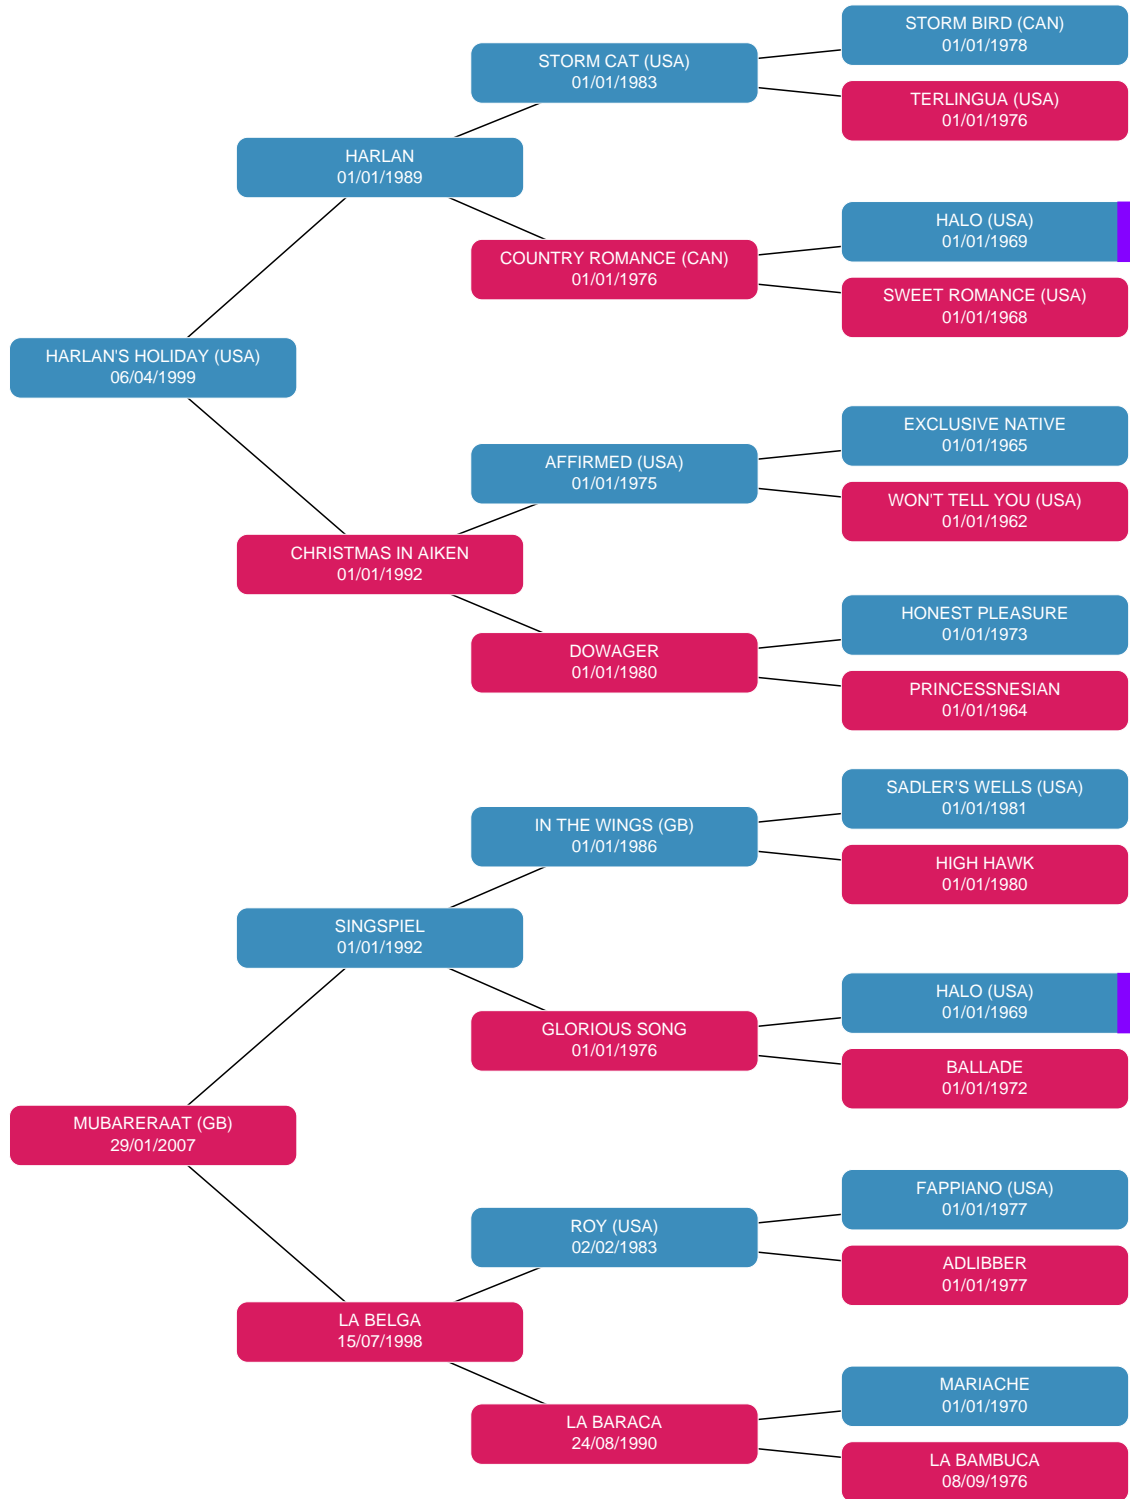 STORM BIRD (CAN)
01/01/1978
STORM CAT (USA)
01/01/1983
TERLINGUA (USA)
01/01/1976
HARLAN
01/01/1989
HALO (USA)
01/01/1969
COUNTRY ROMANCE (CAN)
01/01/1976
SWEET ROMANCE (USA)
01/01/1968
HARLAN'S HOLIDAY (USA)
06/04/1999
EXCLUSIVE NATIVE
01/01/1965
AFFIRMED (USA)
01/01/1975
WON'T TELL YOU (USA)
01/01/1962
CHRISTMAS IN AIKEN
01/01/1992
HONEST PLEASURE
01/01/1973
DOWAGER
01/01/1980
PRINCESSNESIAN
01/01/1964
SADLER'S WELLS (USA)
01/01/1981
IN THE WINGS (GB)
01/01/1986
HIGH HAWK
01/01/1980
SINGSPIEL
01/01/1992
HALO (USA)
01/01/1969
GLORIOUS SONG
01/01/1976
BALLADE
01/01/1972
MUBARERAAT (GB)
29/01/2007
FAPPIANO (USA)
01/01/1977
ROY (USA)
02/02/1983
ADLIBBER
01/01/1977
LA BELGA
15/07/1998
MARIACHE
01/01/1970
LA BARACA
24/08/1990
LA BAMBUCA
08/09/1976